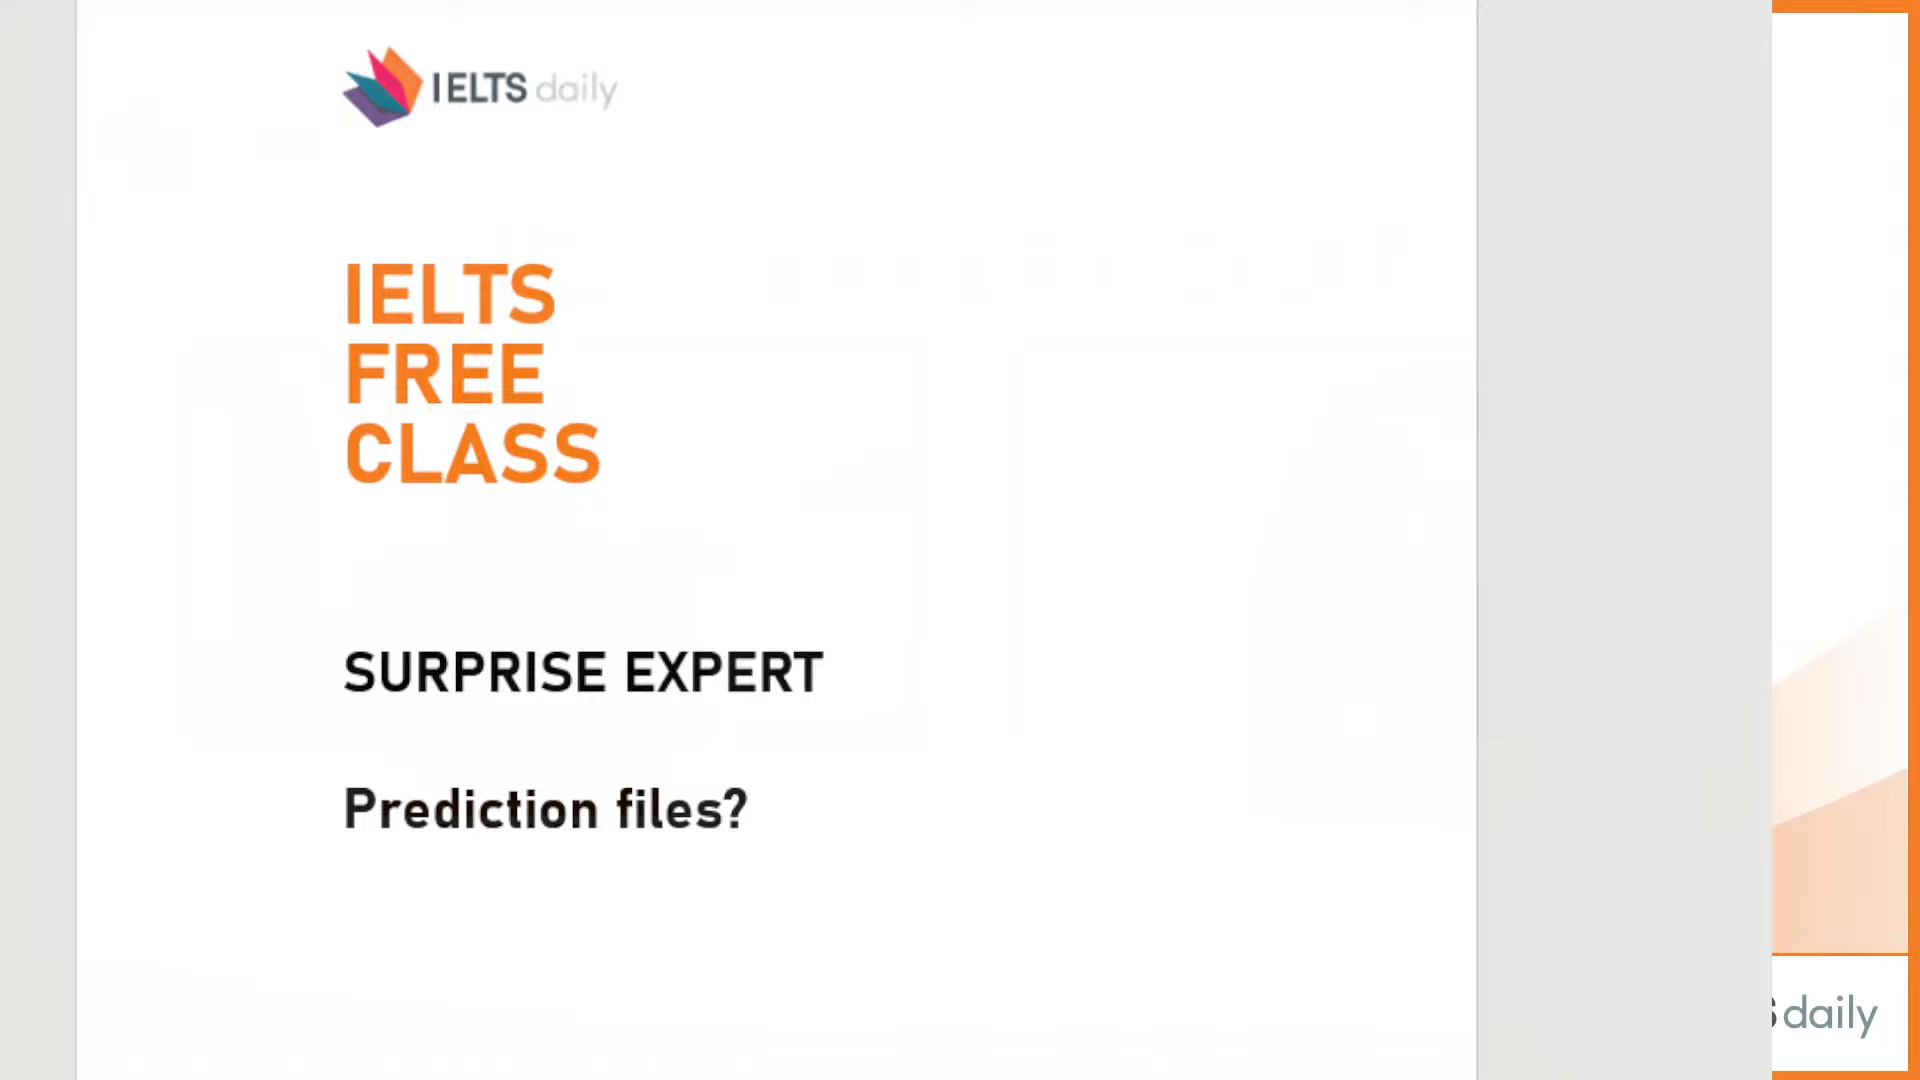 IELTS daily
IELTS
FREE
CLASS
SURPRISE EXPERT
Prediction files?
daily